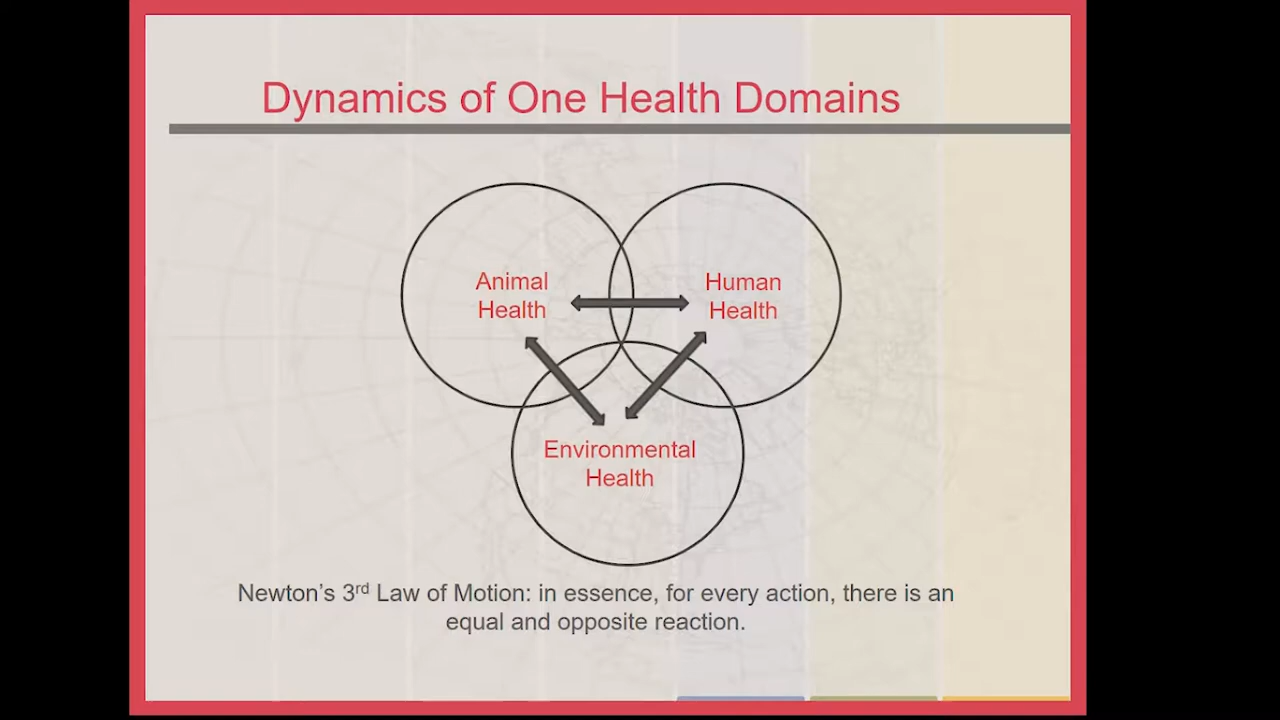 Dynamics of One Health Domains
Animal
Health
Human
Health
Environmental
Health
Newton’s 3rd Law of Motion: in essence, for every action, there is an
equal and opposite reaction.